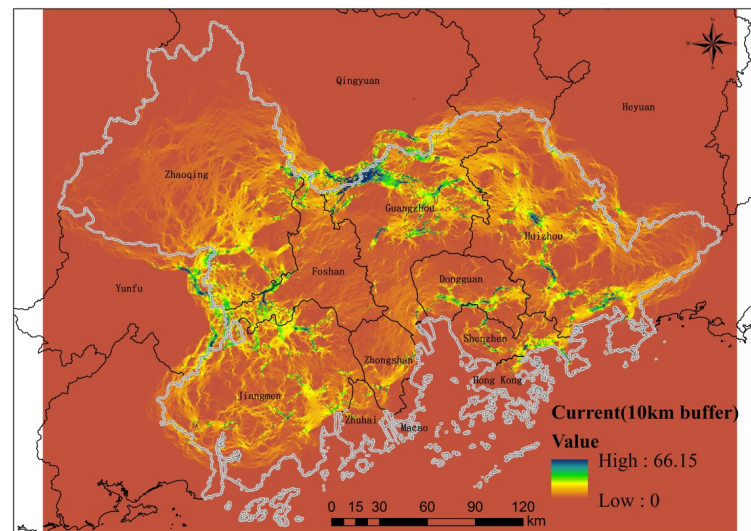 N
W E
S
Qingyuan
Heyuan
Zhaoqing
Guangzhou
Huizhou
Foshan
Dongguan
Yunfu
Shenzhen
Zhongshan
Hong Kong
Jiangmen
Zhuhai
Macao
Current(10km buffer)
Value
High : 66.15
Low : 0
0 15 30 60 90 120
km